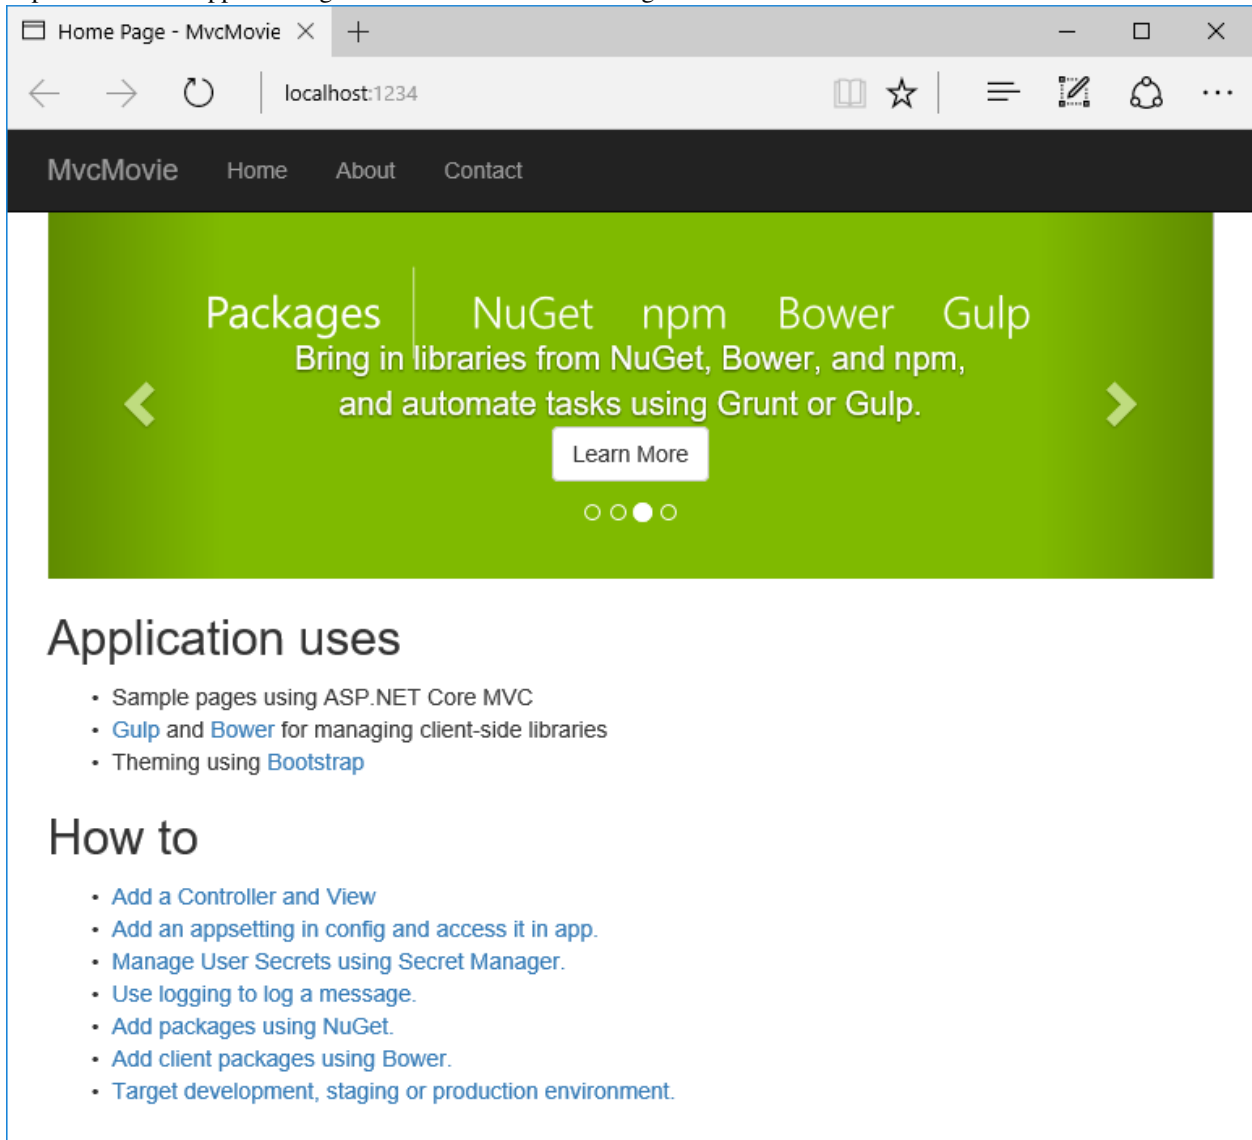 Home Page - MvcMovie
localhost:1234
MvcMovie Home About Contact
Packages NuGet npm Bower Gulp
Bring in libraries from NuGet, Bower, and npm,
and automate tasks using Grunt or Gulp.
Learn More
Application uses
• Sample pages using ASP.NET Core MVC
• Gulp and Bower for managing client-side libraries
• Theming using Bootstrap
How to
• Add a Controller and View
• Add an appsetting in config and access it in app.
• Manage User Secrets using Secret Manager.
• Use logging to log a message.
• Add packages using NuGet.
• Add client packages using Bower.
• Target development, staging or production environment.